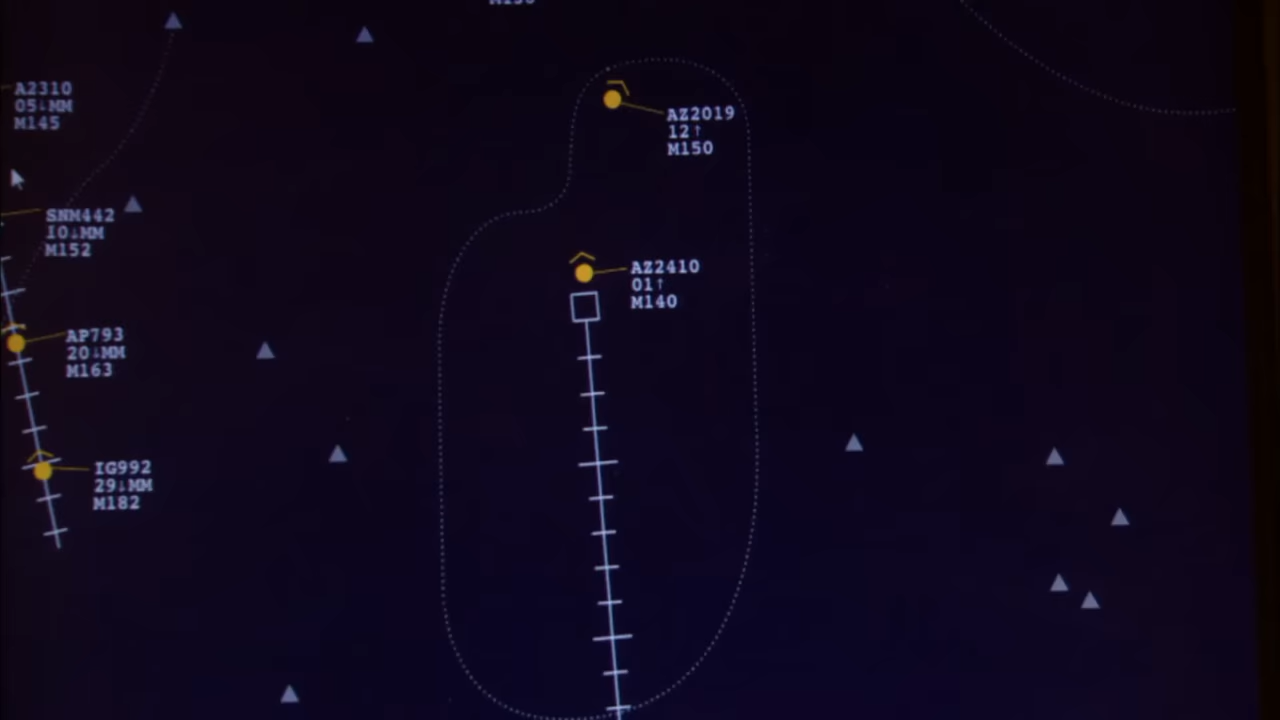 A2310
05↓MM
M145
AZ2019
12↑
M150
SNM442
IO↓MM
M152
AZ2410
01↑
M140
AP793
20↓MM
M163
IG992
29↓MM
M182